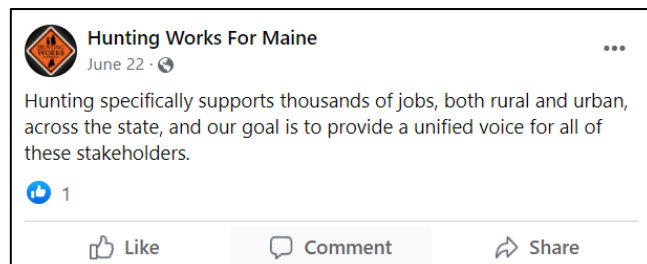 Hunting Works For Maine
June 22 ·
Hunting specifically supports thousands of jobs, both rural and urban,
across the state, and our goal is to provide a unified voice for all of
these stakeholders.
1
Like Comment Share